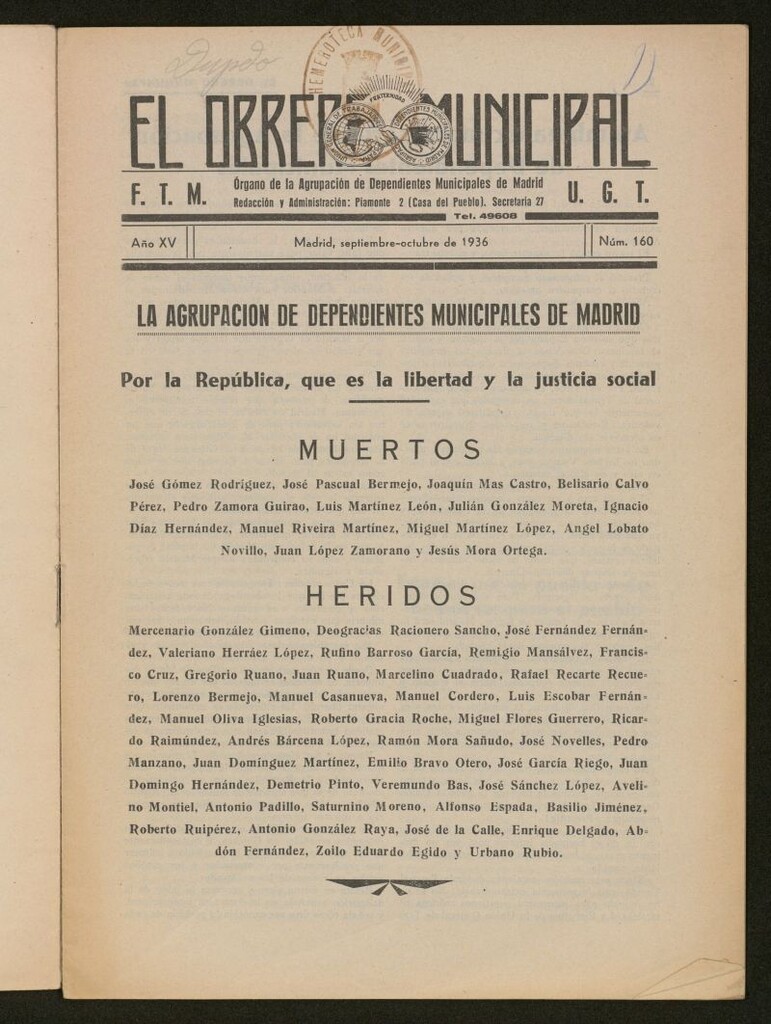 Dupdo
HEMEROTECA MUNICIPAL
EL OBRERO MUNICIPAL
FRATERNIDAD
F. T. M.
Órgano de la Agrupación de Dependientes Municipales de Madrid
Redacción y Administración: Piamonte 2 (Casa del Pueblo). Secretaría 27
U. G. T.
Tel. 49608
Año XV
Madrid, septiembre-octubre de 1936
Núm. 160
LA AGRUPACION DE DEPENDIENTES MUNICIPALES DE MADRID
Por la República, que es la libertad y la justicia social
MUERTOS
José Gómez Rodríguez, José Pascual Bermejo, Joaquín Mas Castro, Belisario Calvo
Pérez, Pedro Zamora Guirao, Luis Martínez León, Julián González Moreta, Ignacio
Díaz Hernández, Manuel Riveira Martínez, Miguel Martínez López, Angel Lobato
Novillo, Juan López Zamorano y Jesús Mora Ortega.
HERIDOS
Mercenario González Gimeno, Deogracias Racionero Sancho, José Fernández Fernán-
dez, Valeriano Herráez López, Rufino Barroso García, Remigio Mansálvez, Francis-
co Cruz, Gregorio Ruano, Juan Ruano, Marcelino Cuadrado, Rafael Recarte Recue-
ro, Lorenzo Bermejo, Manuel Casanueva, Manuel Cordero, Luis Escobar Fernán-
dez, Manuel Oliva Iglesias, Roberto Gracia Roche, Miguel Flores Guerrero, Ricar-
do Raimúndez, Andrés Bárcena López, Ramón Mora Sañudo, José Novelles, Pedro
Manzano, Juan Domínguez Martínez, Emilio Bravo Otero, José García Riego, Juan
Domingo Hernández, Demetrio Pinto, Veremundo Bas, José Sánchez López, Aveli-
no Montiel, Antonio Padillo, Saturnino Moreno, Alfonso Espada, Basilio Jiménez,
Roberto Ruipérez, Antonio González Raya, José de la Calle, Enrique Delgado, Ab-
dón Fernández, Zoilo Eduardo Egido y Urbano Rubio.